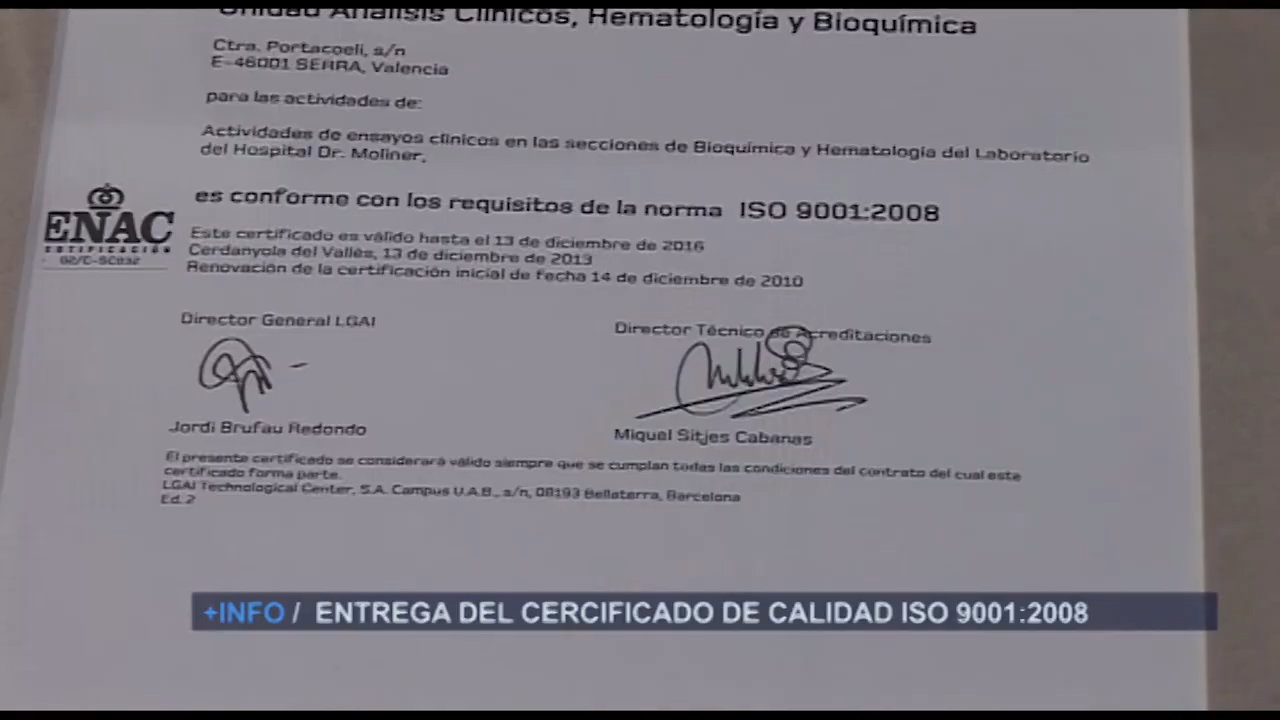 Unidad Análisis Clínicos, Hematología y Bioquímica
Ctra. Portacoeli, s/n
E-46001 SERRA, Valencia
para las actividades de:
Actividades de ensayos clínicos en las secciones de Bioquímica y Hematología del Laboratorio
del Hospital Dr. Moliner.
es conforme con los requisitos de la norma ISO 9001:2008
ENAC
CERTIFICACIÓN
02/C-SC032
Este certificado es válido hasta el 13 de diciembre de 2016
Cerdanyola del Vallès, 13 de diciembre de 2013
Renovación de la certificación inicial de fecha 14 de diciembre de 2010
Director General LGAI
Director Técnico de Acreditaciones
Jordi Brufau Redondo
Miquel Sitjes Cabanas
El presente certificado se considerará válido siempre que se cumplan todas las condiciones del contrato del cual este
certificado forma parte.
LGAI Technological Center, S.A. Campus U.A.B., s/n, 08193 Bellaterra, Barcelona
Ed. 2
+INFO / ENTREGA DEL CERCIFICADO DE CALIDAD ISO 9001:2008